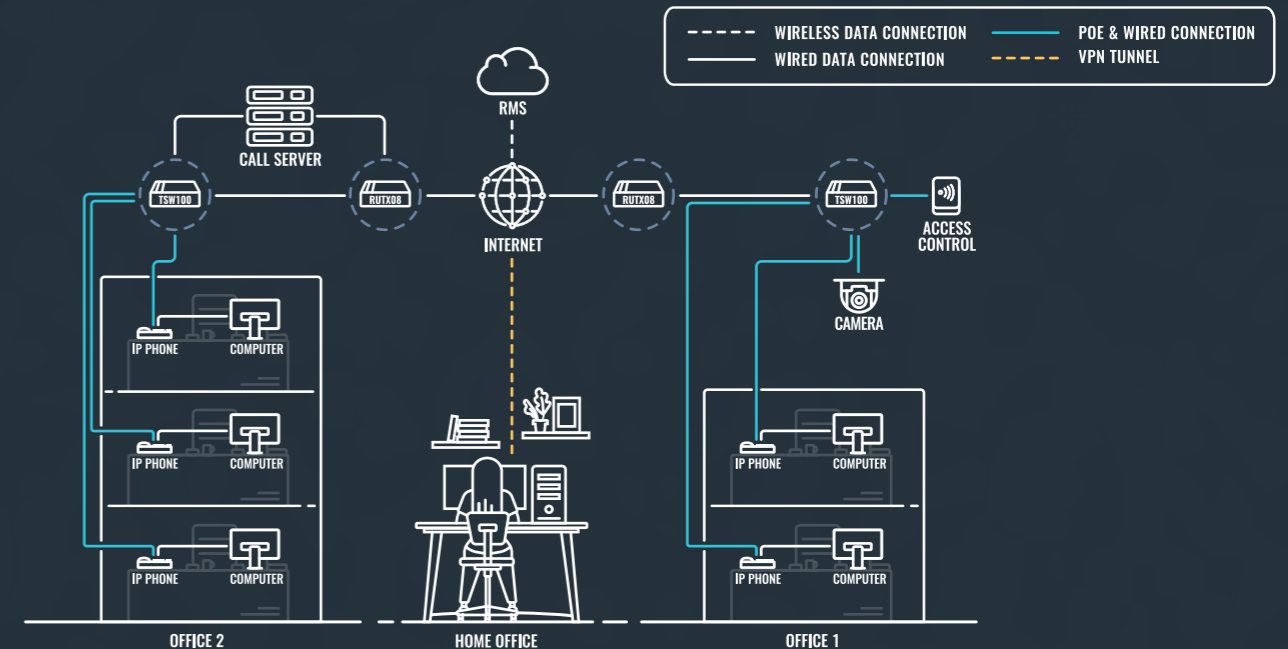 WIRELESS DATA CONNECTION
POE & WIRED CONNECTION
WIRED DATA CONNECTION
VPN TUNNEL
RMS
CALL SERVER
TSW100
RUTX08
INTERNET
RUTX08
TSW100
ACCESS
CONTROL
CAMERA
IP PHONE
COMPUTER
IP PHONE
COMPUTER
IP PHONE
COMPUTER
IP PHONE
COMPUTER
IP PHONE
COMPUTER
OFFICE 2
HOME OFFICE
OFFICE 1